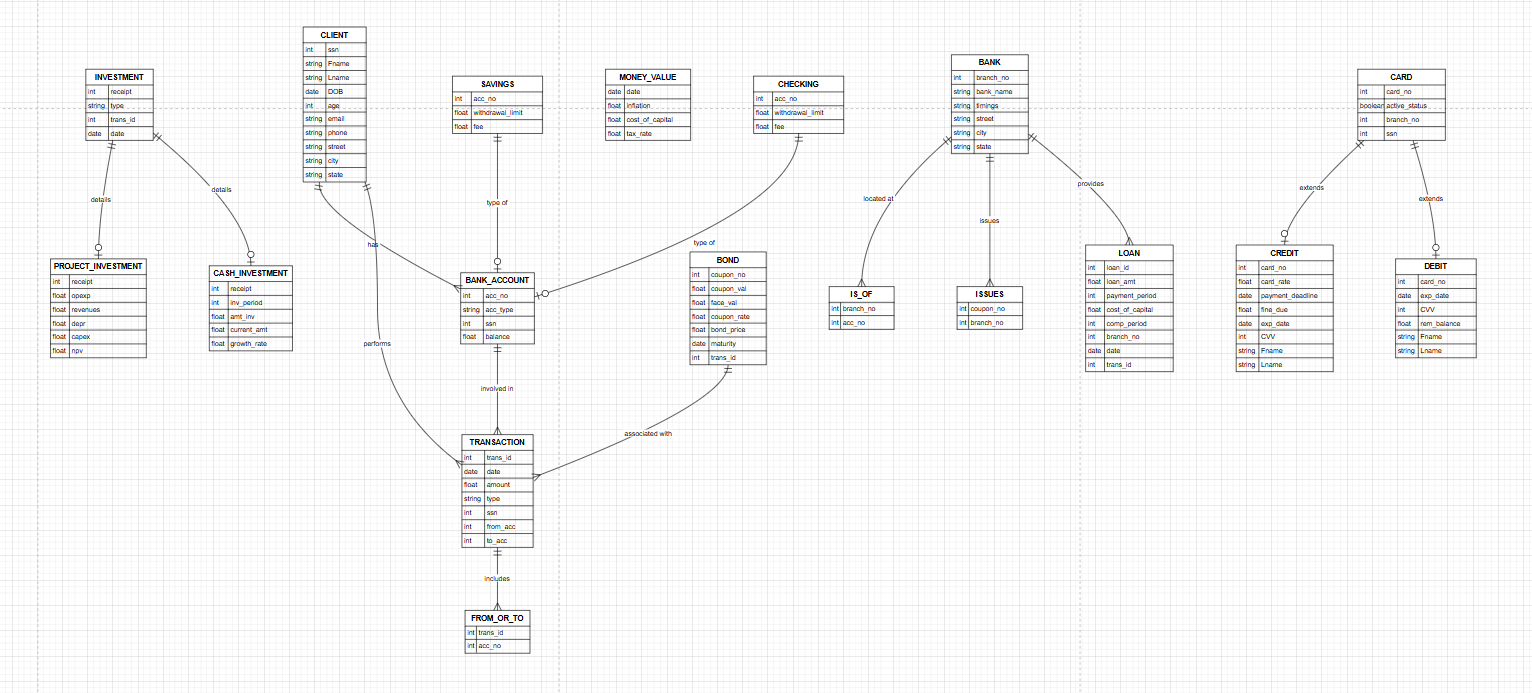 CLIENT
int ssn
string Fname
string Lname
date DOB
int age
string email
string phone
string street
city
string state
string
INVESTMENT
int receipt
string type
int trans_id
date date
SAVINGS
int acc_no
float withdrawal_limit
float fee
MONEY_VALUE
date date
float inflation
float cost_of_capital
float tax_rate
CHECKING
int acc_no
float withdrawal_limit
float fee
BANK
int branch_no
string bank_name
string timings
string street
string city
string state
CARD
int card_no
boolean active_status
int branch_no
int ssn
details
details
has
performs
type of
type of
located at
issues
provides
extends
extends
PROJECT_INVESTMENT
int receipt
float opexp
float revenues
float depr
float capex
float npv
CASH_INVESTMENT
int receipt
int inv_period
float amt_inv
float current_amt
float growth_rate
BANK_ACCOUNT
int acc_no
string acc_type
int ssn
float balance
BOND
int coupon_no
float coupon_val
float face_val
float coupon_rate
float bond_price
date maturity
int trans_id
IS_OF
int branch_no
int acc_no
ISSUES
int coupon_no
int branch_no
LOAN
int loan_id
float loan_amt
int payment_period
float cost_of_capital
int comp_period
int branch_no
date date
int trans_id
CREDIT
int card_no
float card_rate
date payment_deadline
float fine_due
date exp_date
int CVV
string Fname
string Lname
DEBIT
int card_no
date exp_date
int CVV
float rem_balance
string Fname
string Lname
involved in
associated with
TRANSACTION
int trans_id
date date
float amount
string type
int ssn
int from_acc
int to_acc
includes
FROM_OR_TO
int trans_id
int acc_no